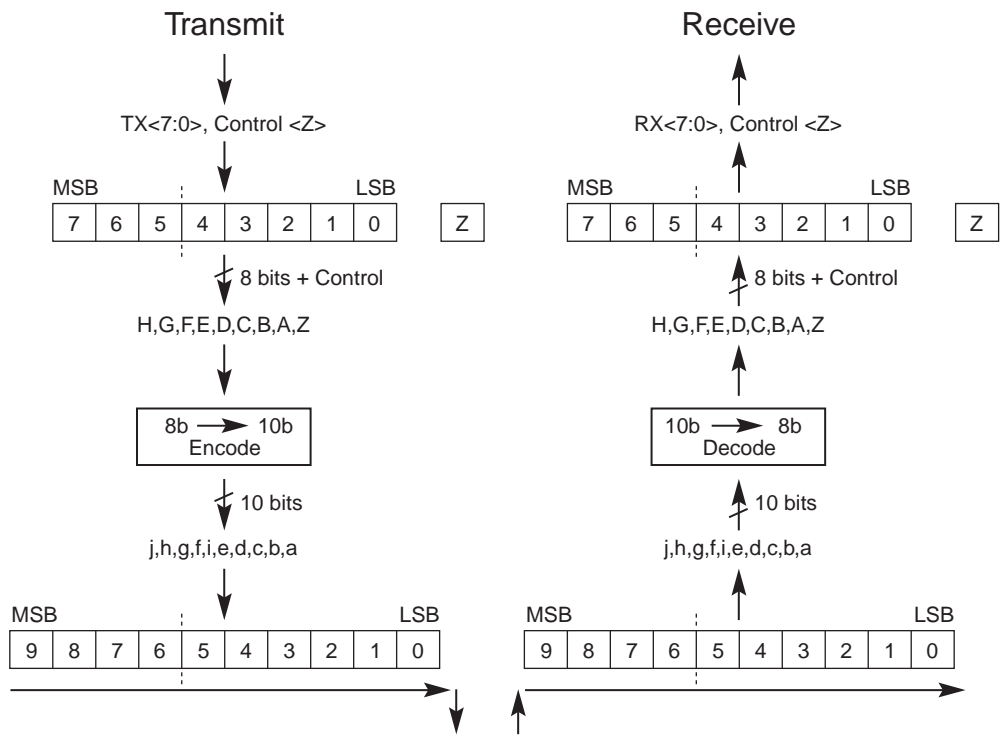 Transmit
TX<7:0>, Control <Z>
MSB LSB
7 6 5 4 3 2 1 0 Z
8 bits + Control
H,G,F,E,D,C,B,A,Z
8b 10b
Encode
10 bits
j,h,g,f,i,e,d,c,b,a
MSB LSB
9 8 7 6 5 4 3 2 1 0
Receive
RX<7:0>, Control <Z>
MSB LSB
7 6 5 4 3 2 1 0 Z
8 bits + Control
H,G,F,E,D,C,B,A,Z
10b 8b
Decode
10 bits
j,h,g,f,i,e,d,c,b,a
MSB LSB
9 8 7 6 5 4 3 2 1 0